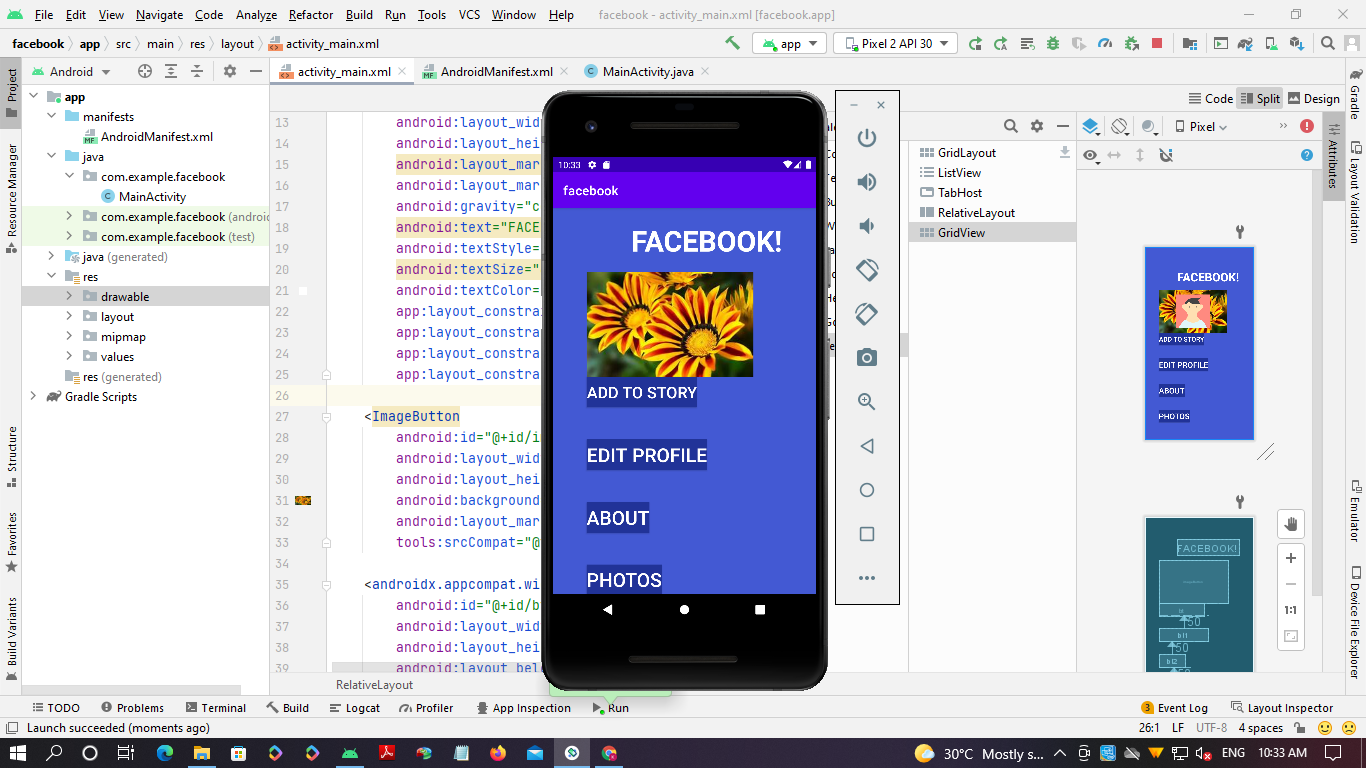 File Edit View Navigate Code Analyze Refactor Build Run Tools VCS Window Help facebook - activity_main.xml [facebook.app]
facebook app src main res layout activity_main.xml app Pixel 2 API 30
Android activity_main.xml AndroidManifest.xml MainActivity.java
Code Split Design
Project
Resource Manager
Structure
Favorites
Build Variants
app
manifests
AndroidManifest.xml
java
com.example.facebook
MainActivity
com.example.facebook (androi
com.example.facebook (test)
java (generated)
res
drawable
layout
mipmap
values
res (generated)
Gradle Scripts
13 android:layout_wid
14 android:layout_hei
15 android:layout_mar
16 android:layout_mar
17 android:gravity="c
18 android:text="FACE
19 android:textStyle=
20 android:textSize="
21 android:textColor=
22 app:layout_constra
23 app:layout_constra
24 app:layout_constra
25 app:layout_constra
26
27 <ImageButton
28 android:id="@+id/i
29 android:layout_wid
30 android:layout_hei
31 android:background
32 android:layout_mar
33 tools:srcCompat="@
34
35 <androidx.appcompat.wi
36 android:id="@+id/b
37 android:layout_wid
38 android:layout_hei
39 android:layout_bel
RelativeLayout
10:33
facebook
FACEBOOK!
ADD TO STORY
EDIT PROFILE
ABOUT
PHOTOS
GridLayout
ListView
TabHost
RelativeLayout
GridView
Pixel
FACEBOOK!
ADD TO STORY
EDIT PROFILE
ABOUT
PHOTOS
FACEBOOK!
50
bl1
50
bl2
50
1:1
Gradle
Attributes
Layout Validation
Emulator
Device File Explorer
TODO Problems Terminal Build Logcat Profiler App Inspection Run 3 Event Log Layout Inspector
Launch succeeded (moments ago) 26:1 LF UTF-8 4 spaces
30°C Mostly s... ENG 10:33 AM